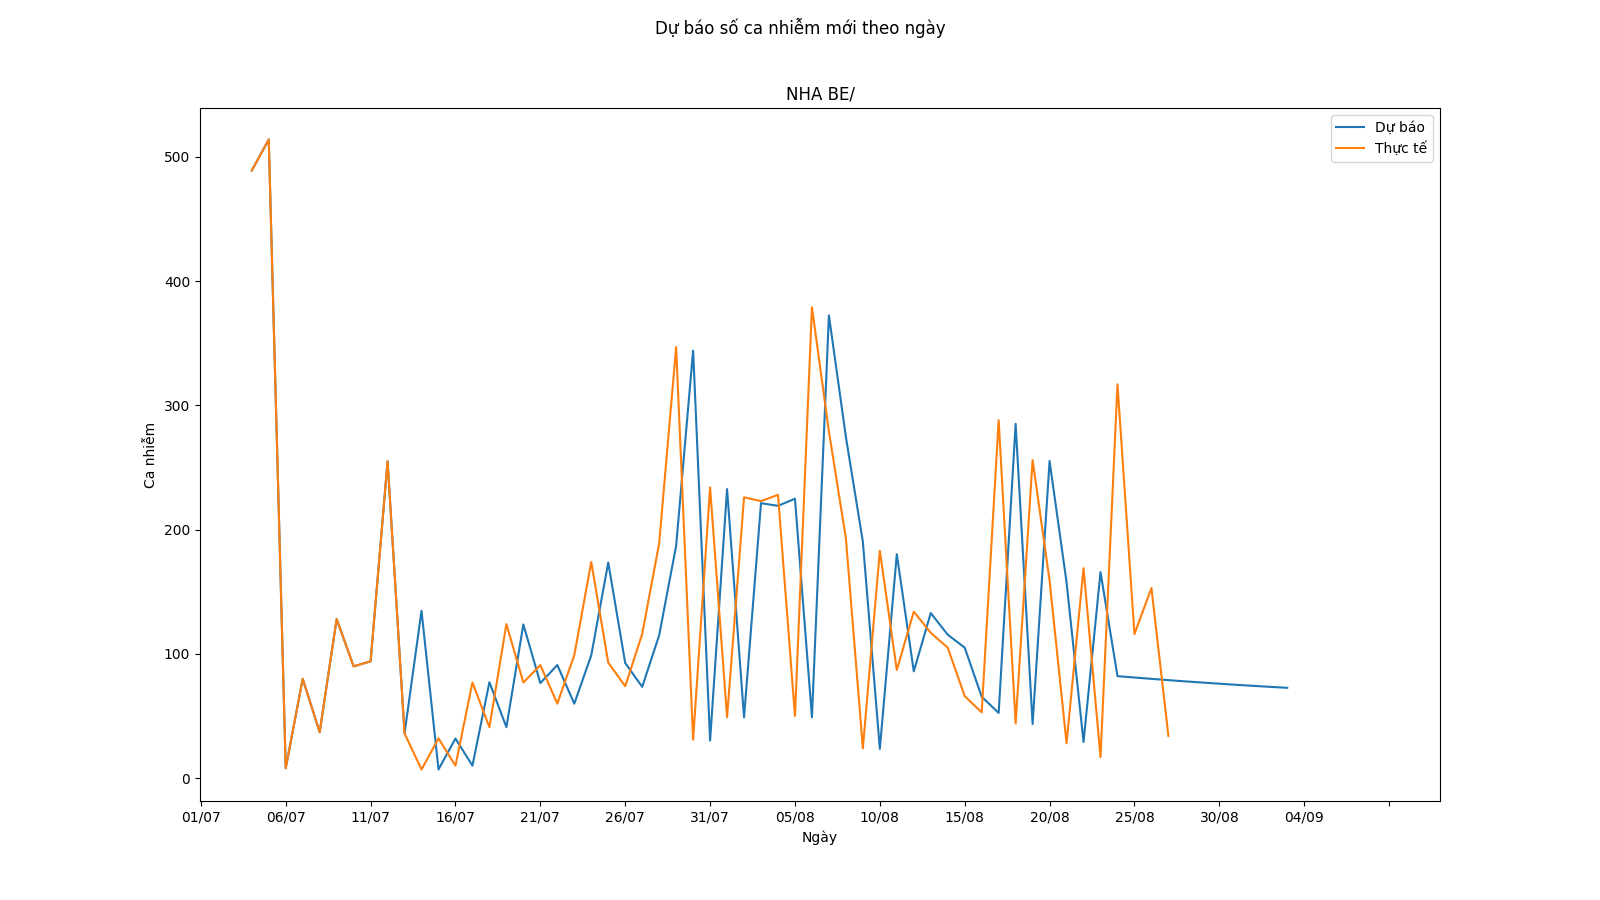 Dự báo số ca nhiễm mới theo ngày
NHA BE/
Dự báo
Thực tế
500
400
300
200
100
0
Ca nhiễm
01/07 06/07 11/07 16/07 21/07 26/07 31/07 05/08 10/08 15/08 20/08 25/08 30/08 04/09
Ngày